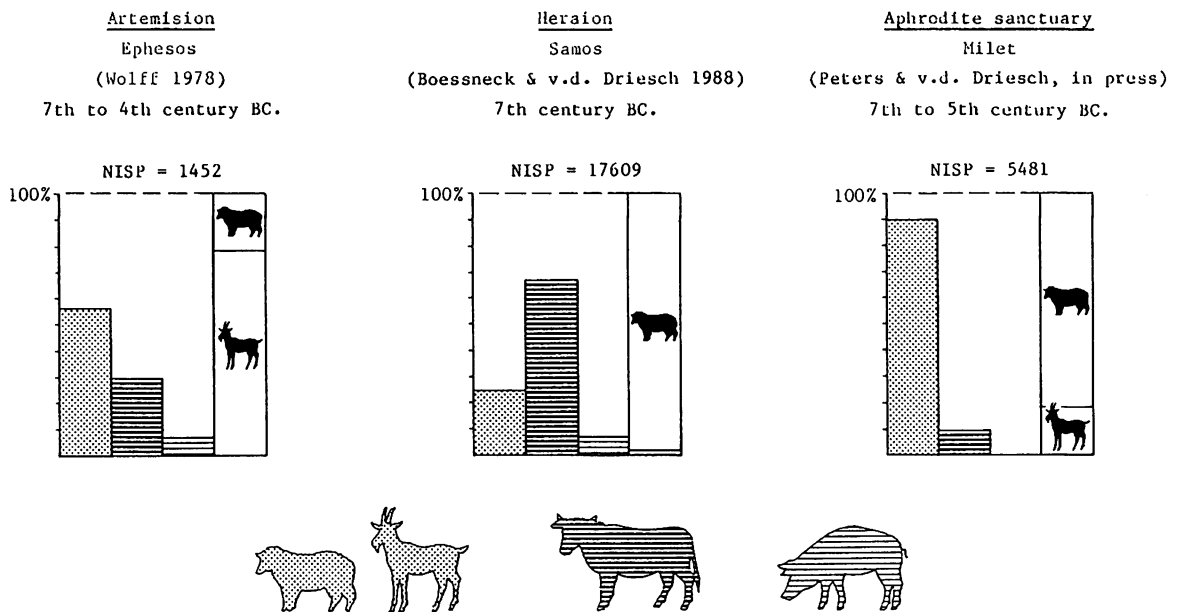 Artemision
Ephesos
(Wolff 1978)
7th to 4th century BC.
NISP = 1452
100%
Heraion
Samos
(Boessneck & v.d. Driesch 1988)
7th century BC.
NISP = 17609
100%
Aphrodite sanctuary
Milet
(Peters & v.d. Driesch, in press)
7th to 5th century BC.
NISP = 5481
100%